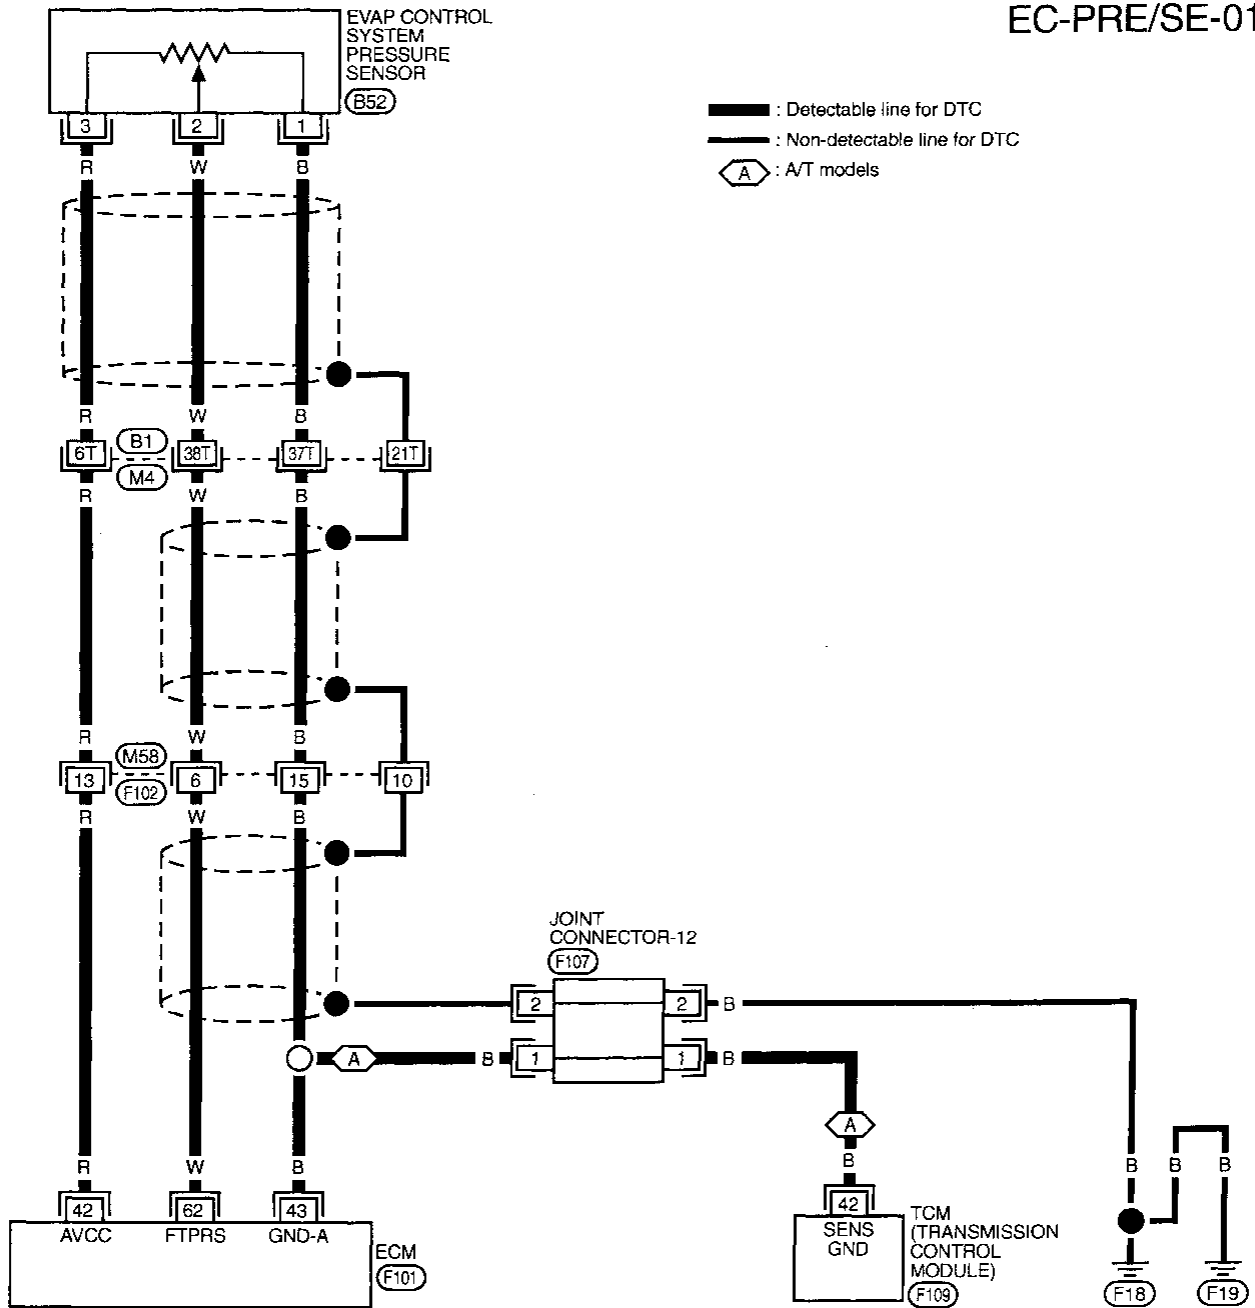 EC-PRE/SE-01
EVAP CONTROL
SYSTEM
PRESSURE
SENSOR
B52
: Detectable line for DTC
: Non-detectable line for DTC
A : A/T models
3 2 1
R W B
R W B
6T B1 38T 37T 21T
M4
R W B
R W B
M58
13 6 15 10
F102
R W B
JOINT
CONNECTOR-12
F107
2 2 B
A B 1 1 B
A
R W B B B B B
42 62 43 42
AVCC FTPRS GND-A
ECM
F101
SENS
GND
TCM
(TRANSMISSION
CONTROL
MODULE)
F109
F18 F19